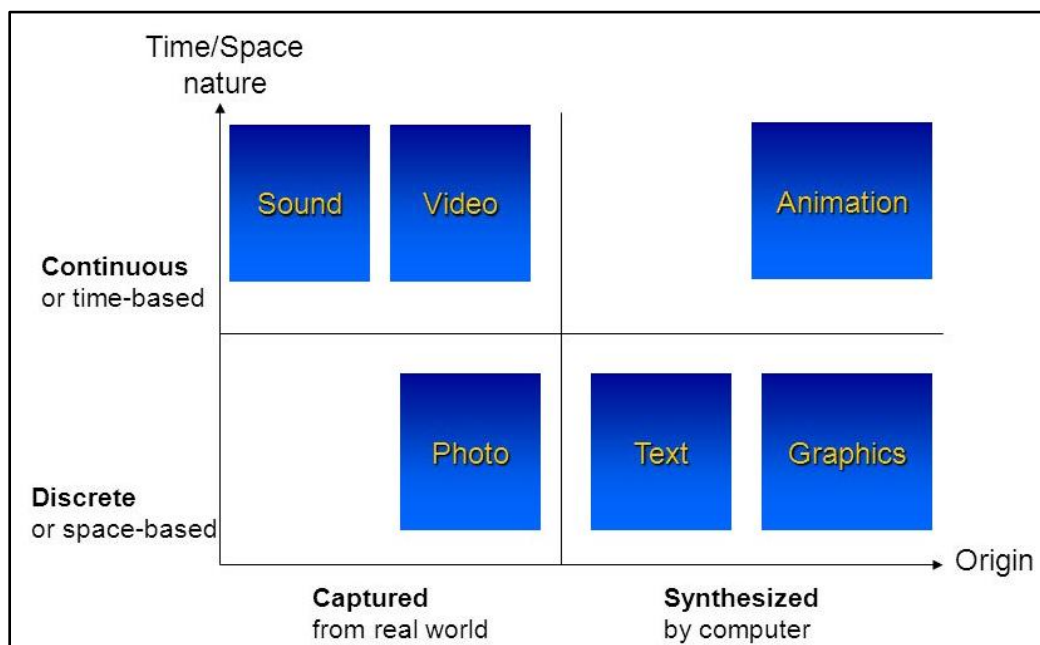 Time/Space
nature
Sound
Video
Animation
Continuous
or time-based
Photo
Text
Graphics
Discrete
or space-based
Origin
Captured
from real world
Synthesized
by computer